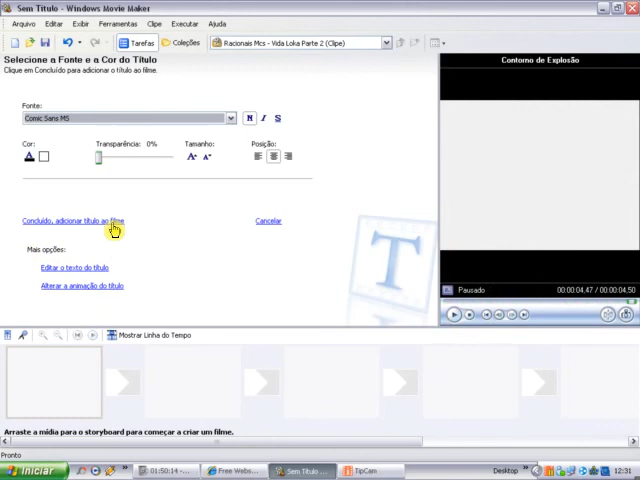 Sem Título - Windows Movie Maker
Arquivo Editar Exibir Ferramentas Clipe Executar Ajuda
Tarefas Coleções Racionais Mcs - Vida Loka Parte 2 (Clipe)
Selecione a Fonte e a Cor do Título
Clique em Concluído para adicionar o título ao filme.
Contorno de Explosão
Fonte:
Comic Sans MS N I S
Cor: Transparência: 0% Tamanho: Posição:
Concluído, adicionar título ao filme Cancelar
Mais opções:
Editar o texto do título
Alterar a animação do título
T
Pausado 00:00:04,47 / 00:00:04,50
Mostrar Linha do Tempo
Arraste a mídia para o storyboard para começar a criar um filme.
Pronto
Iniciar 01:50:14 -... Free Webs... Sem Título ... TipCam Desktop 12:31